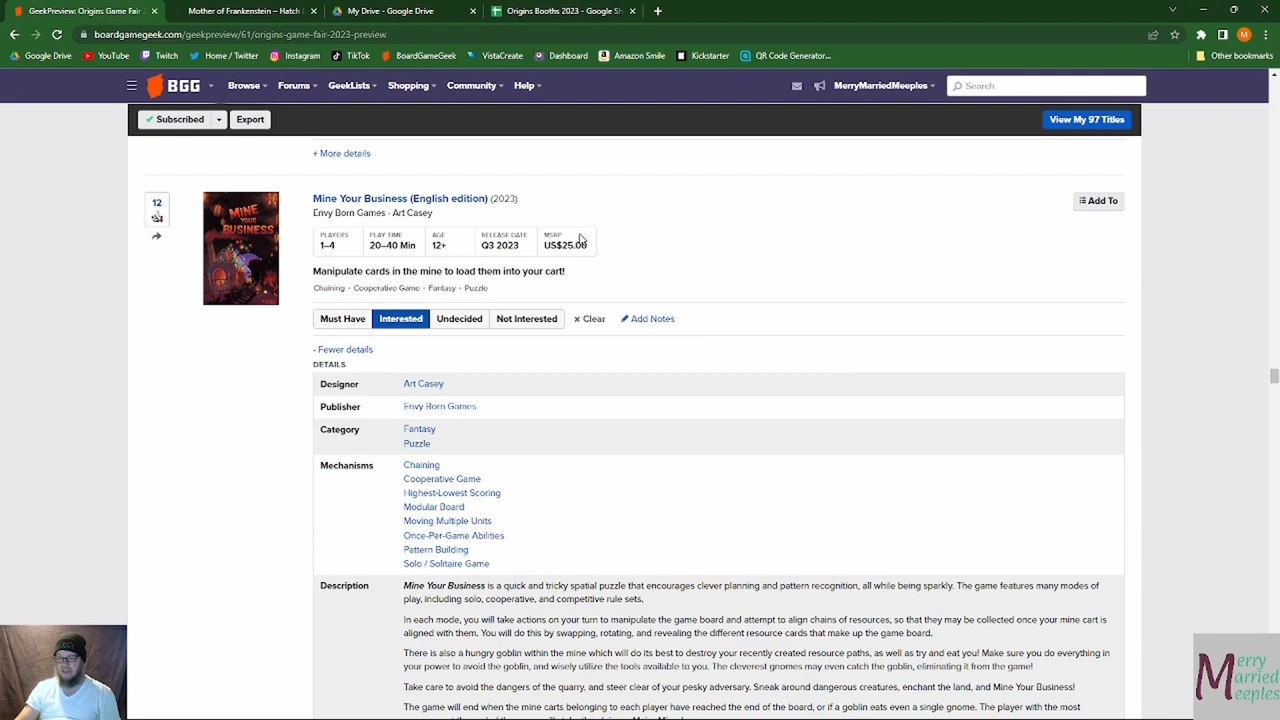 GeekPreview: Origins Game Fair
Mother of Frankenstein – Hatch
My Drive – Google Drive
Origins Booths 2023 - Google Sh
boardgamegeek.com/geekpreview/61/origins-game-fair-2023-preview
Google Drive YouTube Twitch Home / Twitter Instagram TikTok BoardGameGeek VistaCreate Dashboard Amazon Smile Kickstarter QR Code Generator... Other bookmarks
BGG Browse Forums GeekLists Shopping Community Help MerryMarriedMeeples Search
Subscribed Export View My 97 Titles
+ More details
12
MINE YOUR BUSINESS
Mine Your Business (English edition) (2023)
Add To
Envy Born Games · Art Casey
PLAYERS PLAY TIME AGE RELEASE DATE MSRP
1–4 20–40 Min 12+ Q3 2023 US$25.00
Manipulate cards in the mine to load them into your cart!
Chaining · Cooperative Game · Fantasy · Puzzle
Must Have Interested Undecided Not Interested Clear Add Notes
- Fewer details
DETAILS
Designer Art Casey
Publisher Envy Born Games
Category Fantasy
Puzzle
Mechanisms Chaining
Cooperative Game
Highest-Lowest Scoring
Modular Board
Moving Multiple Units
Once-Per-Game Abilities
Pattern Building
Solo / Solitaire Game
Description Mine Your Business is a quick and tricky spatial puzzle that encourages clever planning and pattern recognition, all while being sparkly. The game features many modes of
play, including solo, cooperative, and competitive rule sets.
In each mode, you will take actions on your turn to manipulate the game board and attempt to align chains of resources, so that they may be collected once your mine cart is
aligned with them. You will do this by swapping, rotating, and revealing the different resource cards that make up the game board.
There is also a hungry goblin within the mine which will do its best to destroy your recently created resource paths, as well as try and eat you! Make sure you do everything in
your power to avoid the goblin, and wisely utilize the tools available to you. The cleverest gnomes may even catch the goblin, eliminating it from the game!
Take care to avoid the dangers of the quarry, and steer clear of your pesky adversary. Sneak around dangerous creatures, enchant the land, and Mine Your Business!
The game will end when the mine carts belonging to each player have reached the end of the board, or if a goblin eats even a single gnome. The player with the most
Merry
Married
Meeples